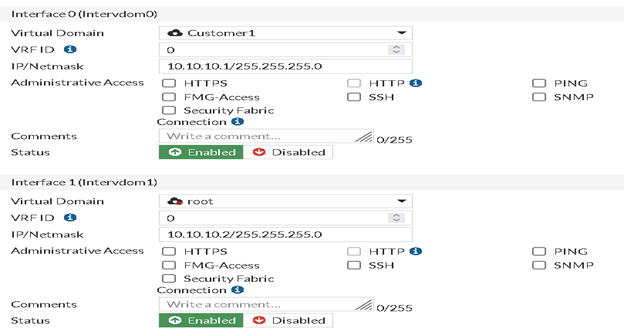 Interface 0 (Intervdom0)
Virtual Domain Customer1
VRF ID 0
IP/Netmask 10.10.10.1/255.255.255.0
Administrative Access HTTPS HTTP PING
FMG-Access SSH SNMP
Security Fabric
Connection
Comments Write a comment... 0/255
Status Enabled Disabled
Interface 1 (Intervdom1)
Virtual Domain root
VRF ID 0
IP/Netmask 10.10.10.2/255.255.255.0
Administrative Access HTTPS HTTP PING
FMG-Access SSH SNMP
Security Fabric
Connection
Comments Write a comment... 0/255
Status Enabled Disabled